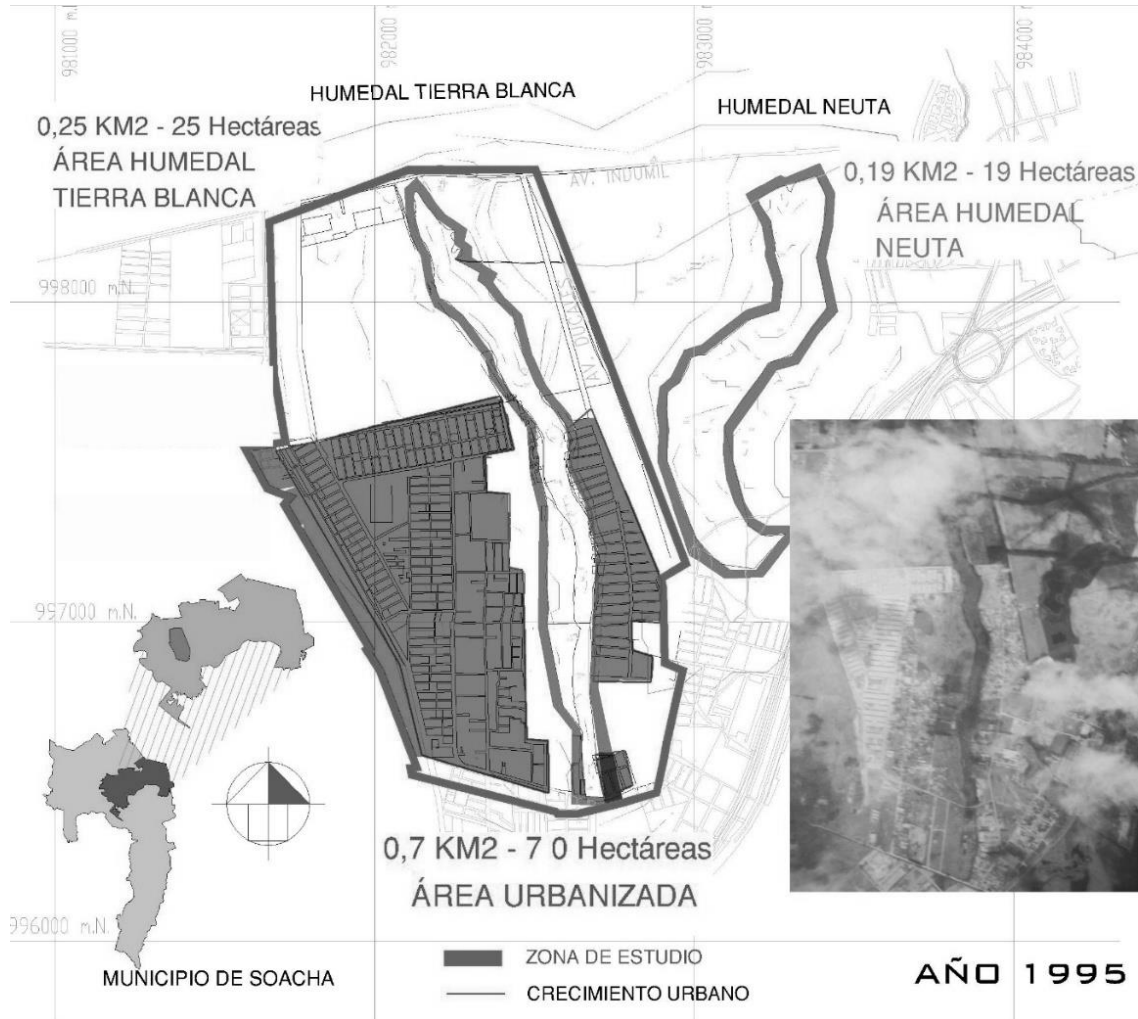 981000 m.
982000 m
983000 m
984000 m
HUMEDAL TIERRA BLANCA
HUMEDAL NEUTA
0,25 KM2 - 25 Hectáreas
ÁREA HUMEDAL
TIERRA BLANCA
AV. INDUMIL
0,19 KM2 - 19 Hectáreas
ÁREA HUMEDAL
NEUTA
998000 m.N.
AV. DUCALES
997000 m.N.
0,7 KM2 - 7 0 Hectáreas
ÁREA URBANIZADA
996000 m.N.
ZONA DE ESTUDIO
MUNICIPIO DE SOACHA
CRECIMIENTO URBANO
AÑO 1995